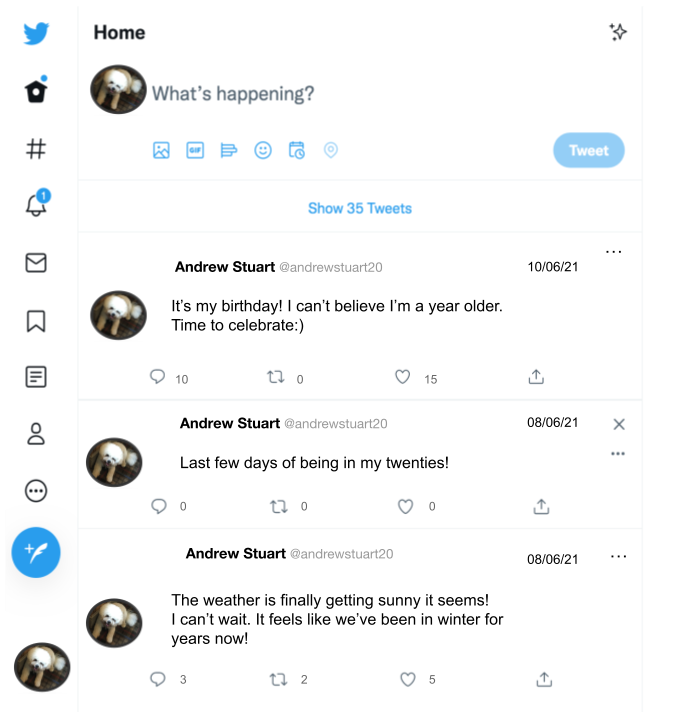 Home
What's happening?
GIF
Tweet
1
Show 35 Tweets
Andrew Stuart @andrewstuart20 10/06/21
It's my birthday! I can't believe I'm a year older.
Time to celebrate:)
10 0 15
Andrew Stuart @andrewstuart20 08/06/21
Last few days of being in my twenties!
0 0 0
Andrew Stuart @andrewstuart20 08/06/21
The weather is finally getting sunny it seems!
I can't wait. It feels like we've been in winter for
years now!
3 2 5